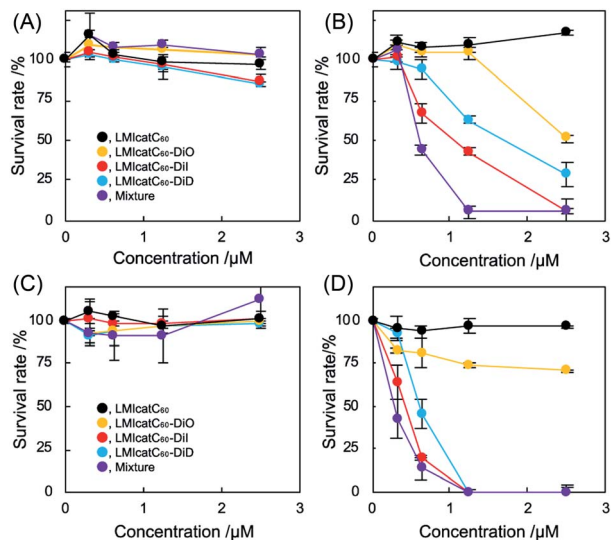 (A)
Survival rate /%
100
75
50
25
0
●, LMIcatC₆₀
●, LMIcatC₆₀-DiO
●, LMIcatC₆₀-DiI
●, LMIcatC₆₀-DiD
●, Mixture
0 1 2 3
Concentration /μM
(B)
Survival rate /%
100
75
50
25
0
0 1 2 3
Concentration /μM
(C)
Survival rate /%
100
75
50
25
0
●, LMIcatC₆₀
●, LMIcatC₆₀-DiO
●, LMIcatC₆₀-DiI
●, LMIcatC₆₀-DiD
●, Mixture
0 1 2 3
Concentration /μM
(D)
Survival rate/%
100
75
50
25
0
0 1 2 3
Concentration /μM